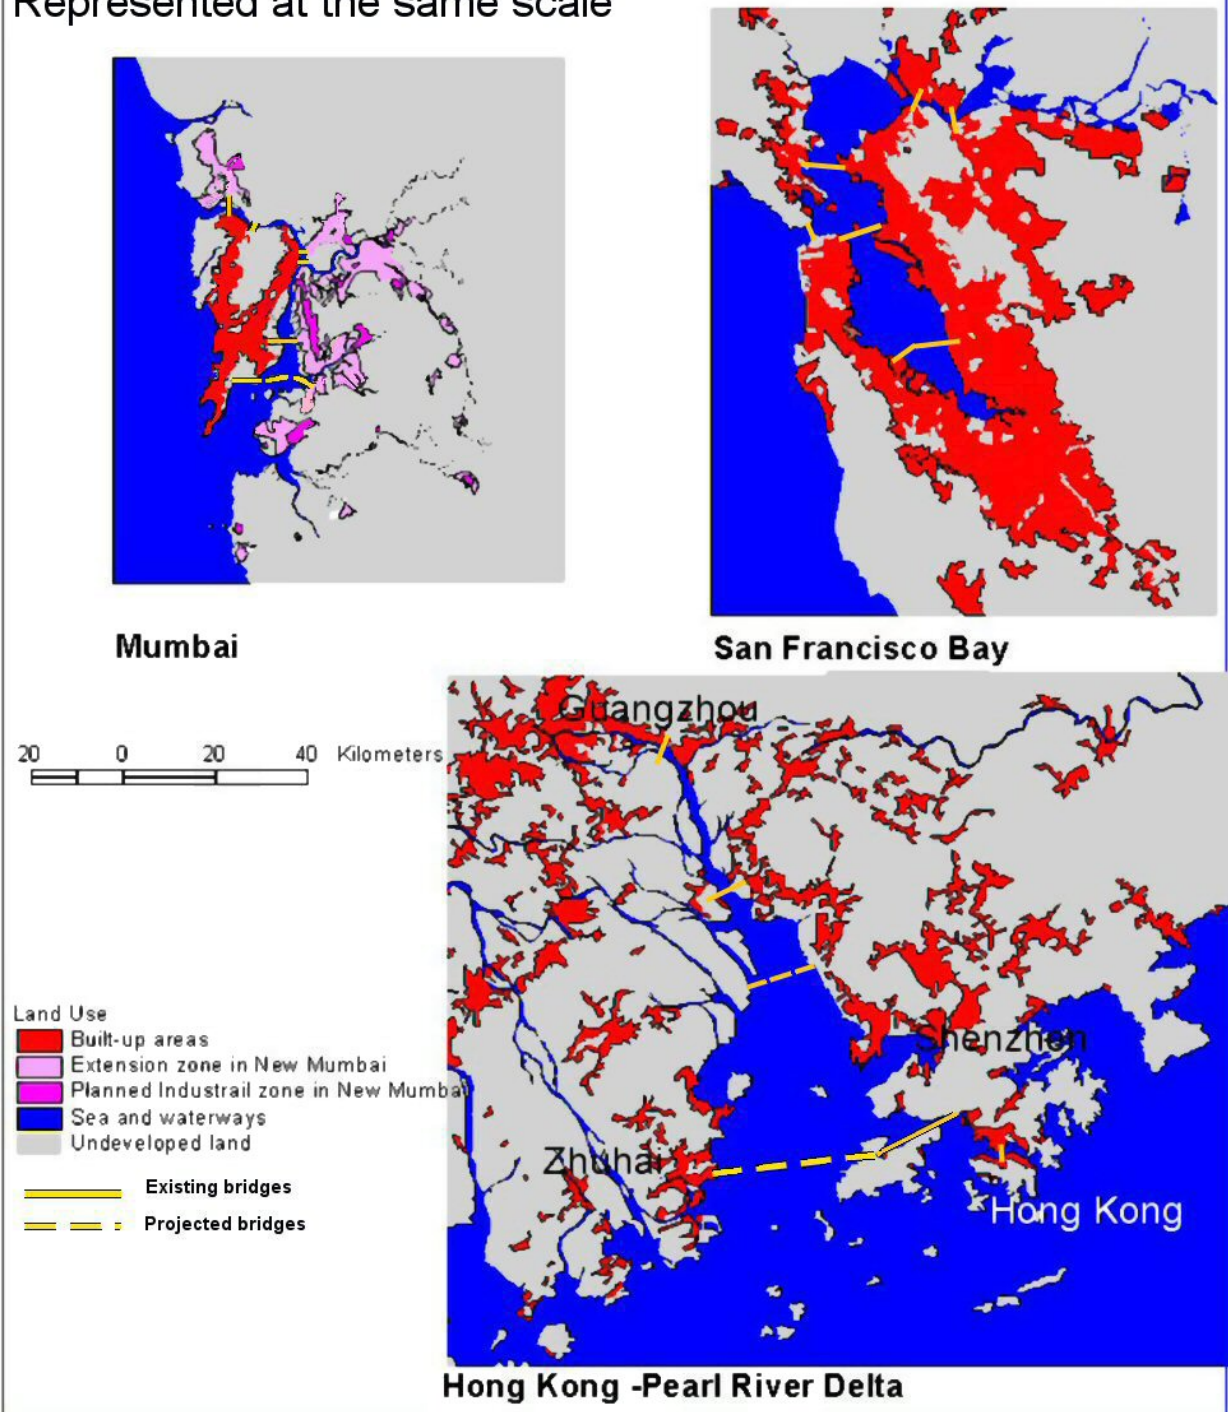 Represented at the same scale
Mumbai
San Francisco Bay
20 0 20 40 Kilometers
Guangzhou
Land Use
Built-up areas
Extension zone in New Mumbai
Planned Industrail zone in New Mumbai
Sea and waterways
Undeveloped land
Existing bridges
Projected bridges
Shenzhen
Zhuhai
Hong Kong
Hong Kong -Pearl River Delta